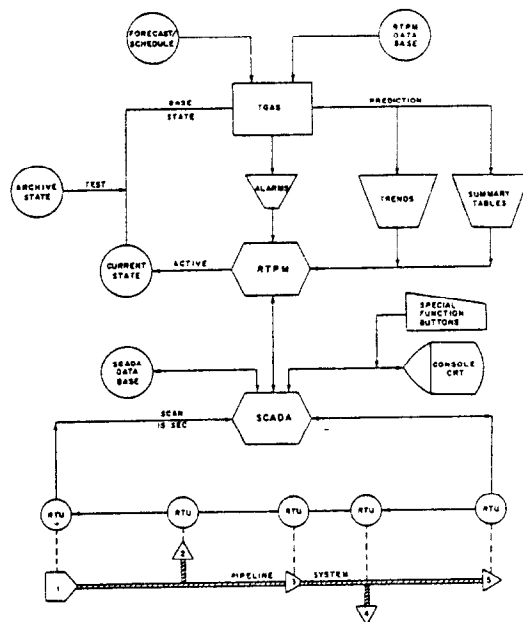 FORECAST/
SCHEDULE
RTPM
DATA
BASE
BASE
STATE
TGAS
PREDICTION
ARCHIVE
STATE
TEST
ALARMS
TRENDS
SUMMARY
TABLES
CURRENT
STATE
ACTIVE
RTPM
SPECIAL
FUNCTION
BUTTONS
SCADA
DATA
BASE
CONSOLE
CRT
SCAN
15 SEC
SCADA
RTU
RTU
RTU
RTU
RTU
1
2
PIPELINE
3
SYSTEM
4
5